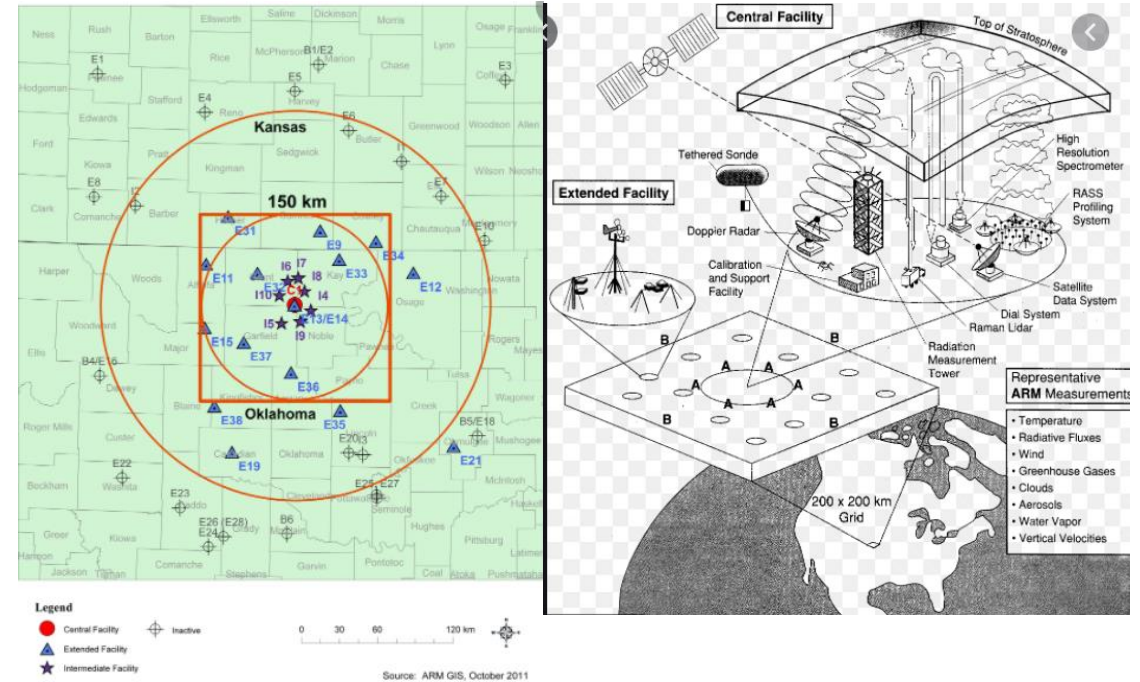 Ness
Rush
Barton
Ellsworth
Rice
Saline
Dickinson
Morris
Osage
McPherson
B1/E2
Marion
Chase
Lynn
Franklin
E1
E5
Harvey
E3
Hodgeman
Stafford
E4
Reno
Edwards
Kansas
E6
Butler
Greenwood
Woodson
Allen
Ford
Kiowa
Pratt
Kingman
Sedgwick
I1
Wilson
Neosho
E8
Comanche
Clark
I2
Barber
E7
150 km
E31
E9
E34
Chautauqua
E10
Harper
Woods
E11
I6
I7
I8
Kay
E33
E12
Nowata
Osage
Washington
I10
I4
Woodward
E13/E14
I5
I9
Garfield
Noble
Pawnee
Rogers
Mayes
E15
Major
E37
Ellis
B4/E16
Dewey
E36
Payne
Tulsa
Blaine
Oklahoma
E38
E35
Creek
Wagoner
Roger Mills
Custer
E19
Oklahoma
E20
I3
Lincoln
B5/E18
Muskogee
E21
Okfuskee
McIntosh
Beckham
E22
Washita
E23
Caddo
E25
E27
Seminole
Hughes
E26 (E28)
E24
Grady
B6
Greer
Kiowa
Pittsburg
Comanche
Stephens
Garvin
Pontotoc
Coal
Atoka
Jackson
Legend
Central Facility
Inactive
Extended Facility
Intermediate Facility
0 30 60 120 km
Source: ARM GIS, October 2011
Central Facility
Top of Stratosphere
Tethered Sonde
High
Resolution
Spectrometer
Extended Facility
RASS
Profiling
System
Doppler Radar
Calibration
and Support
Facility
Satellite
Data System
Dial System
Raman Lidar
Radiation
Measurement
Tower
B
B
A
A
A
A
A
A
B
B
Representative
ARM Measurements
• Temperature
• Radiative Fluxes
• Wind
• Greenhouse Gases
• Clouds
• Aerosols
• Water Vapor
• Vertical Velocities
200 x 200 km
Grid